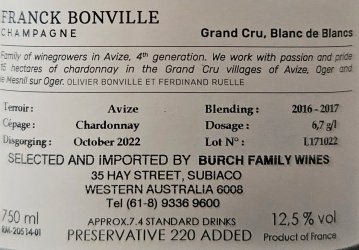 FRANCK BONVILLE
CHAMPAGNE
Grand Cru, Blanc de Blancs
Family of winegrowers in Avize, 4th generation. We work with passion and pride
15 hectares of chardonnay in the Grand Cru villages of Avize, Oger and
le Mesnil sur Oger. OLIVIER BONVILLE ET FERDINAND RUELLE
Terroir: Avize Blending: 2016-2017
Cépage: Chardonnay Dosage: 6,7 g/l
Disgorging: October 2022 Lot N°: L171022
SELECTED AND IMPORTED BY BURCH FAMILY WINES
35 HAY STREET, SUBIACO
WESTERN AUSTRALIA 6008
Tel (61-8) 9336 9600
750 ml APPROX.7.4 STANDARD DRINKS 12,5 % vol
RM-20514-01 PRESERVATIVE 220 ADDED Product of France